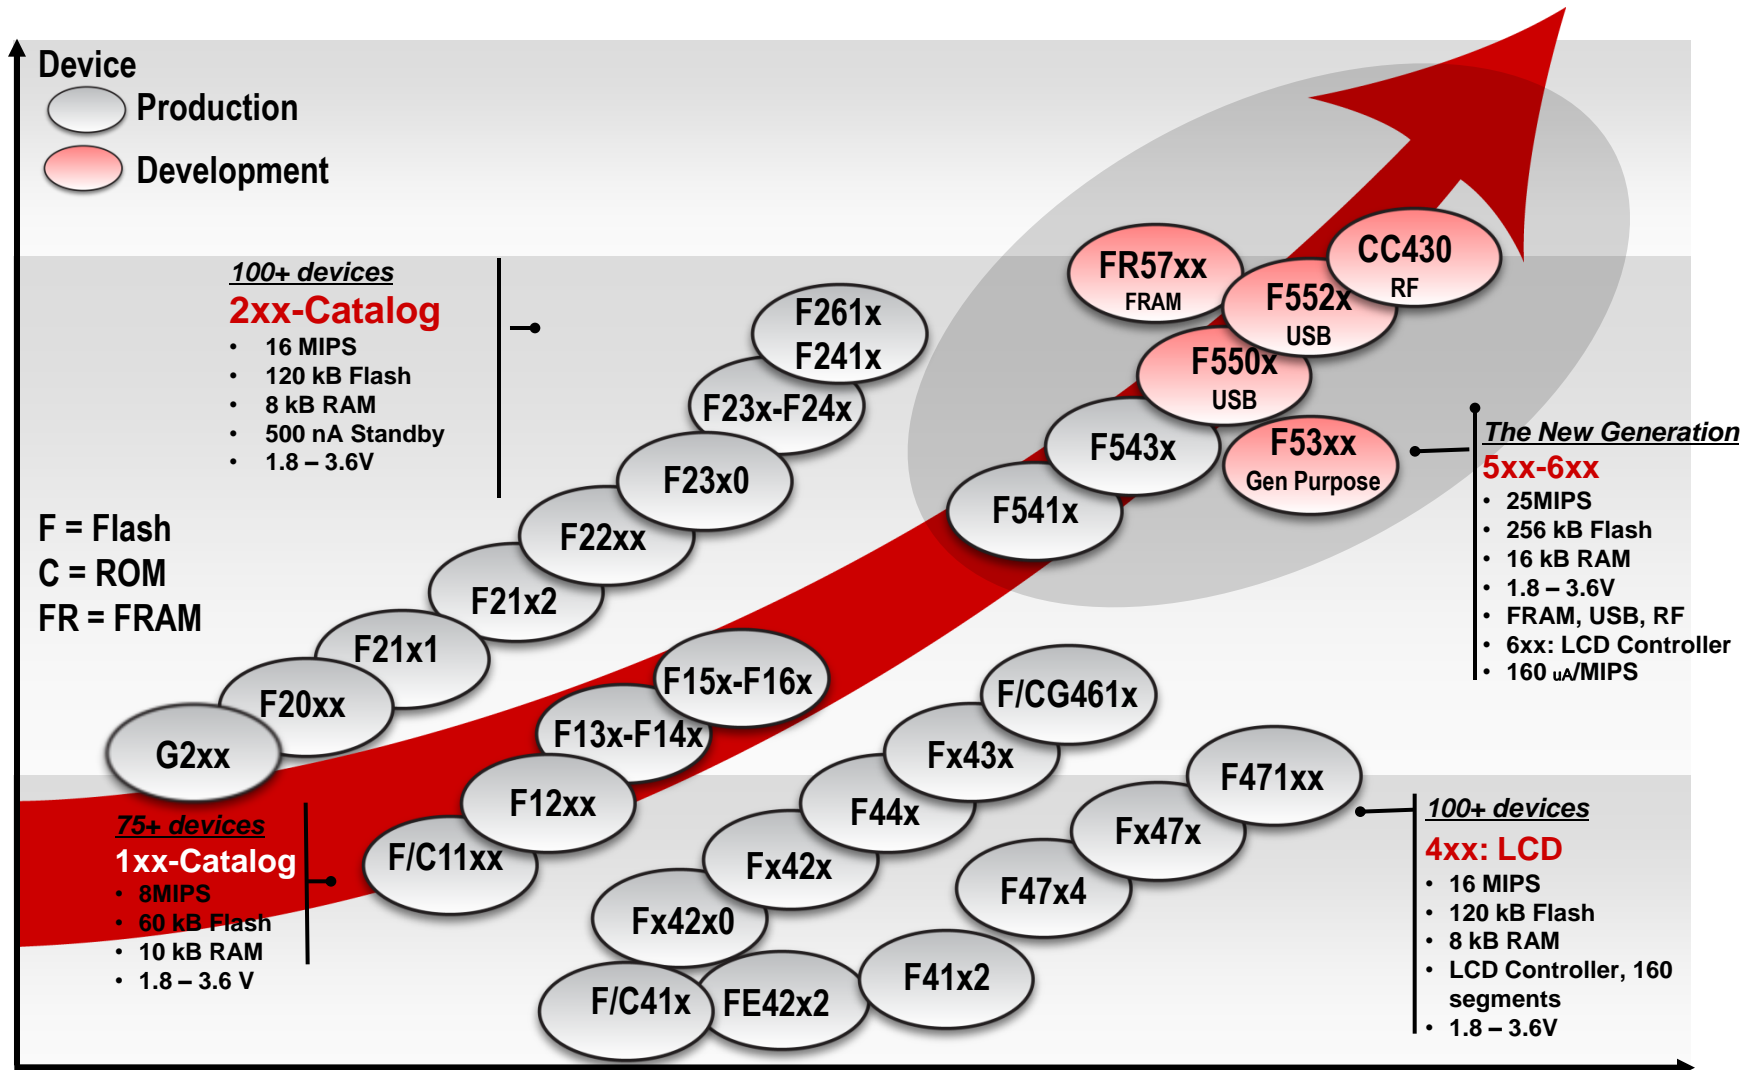 Device
Production
Development
100+ devices
2xx-Catalog
• 16 MIPS
• 120 kB Flash
• 8 kB RAM
• 500 nA Standby
• 1.8 – 3.6V
F = Flash
C = ROM
FR = FRAM
F261x
F241x
F23x-F24x
F23x0
F22xx
F21x2
F21x1
F20xx
G2xx
FR57xx
FRAM
CC430
RF
F552x
USB
F550x
USB
F543x
F53xx
Gen Purpose
F541x
The New Generation
5xx-6xx
• 25MIPS
• 256 kB Flash
• 16 kB RAM
• 1.8 – 3.6V
• FRAM, USB, RF
• 6xx: LCD Controller
• 160 uA/MIPS
F15x-F16x
F13x-F14x
F12xx
F/C11xx
75+ devices
1xx-Catalog
• 8MIPS
• 60 kB Flash
• 10 kB RAM
• 1.8 – 3.6 V
F/CG461x
Fx43x
F44x
Fx42x
Fx42x0
F/C41x
FE42x2
F41x2
F47x4
Fx47x
F471xx
100+ devices
4xx: LCD
• 16 MIPS
• 120 kB Flash
• 8 kB RAM
• LCD Controller, 160
segments
• 1.8 – 3.6V